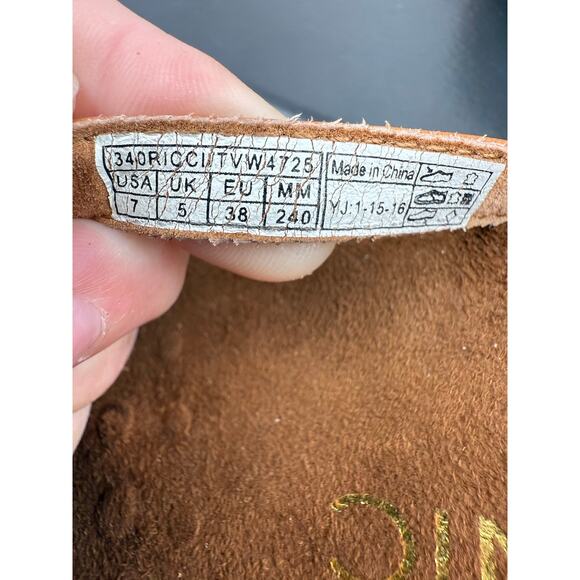 340RICCI/TVW4725
USA UK EU MM
7 5 38 240
Made in China
YJ:1-15-16